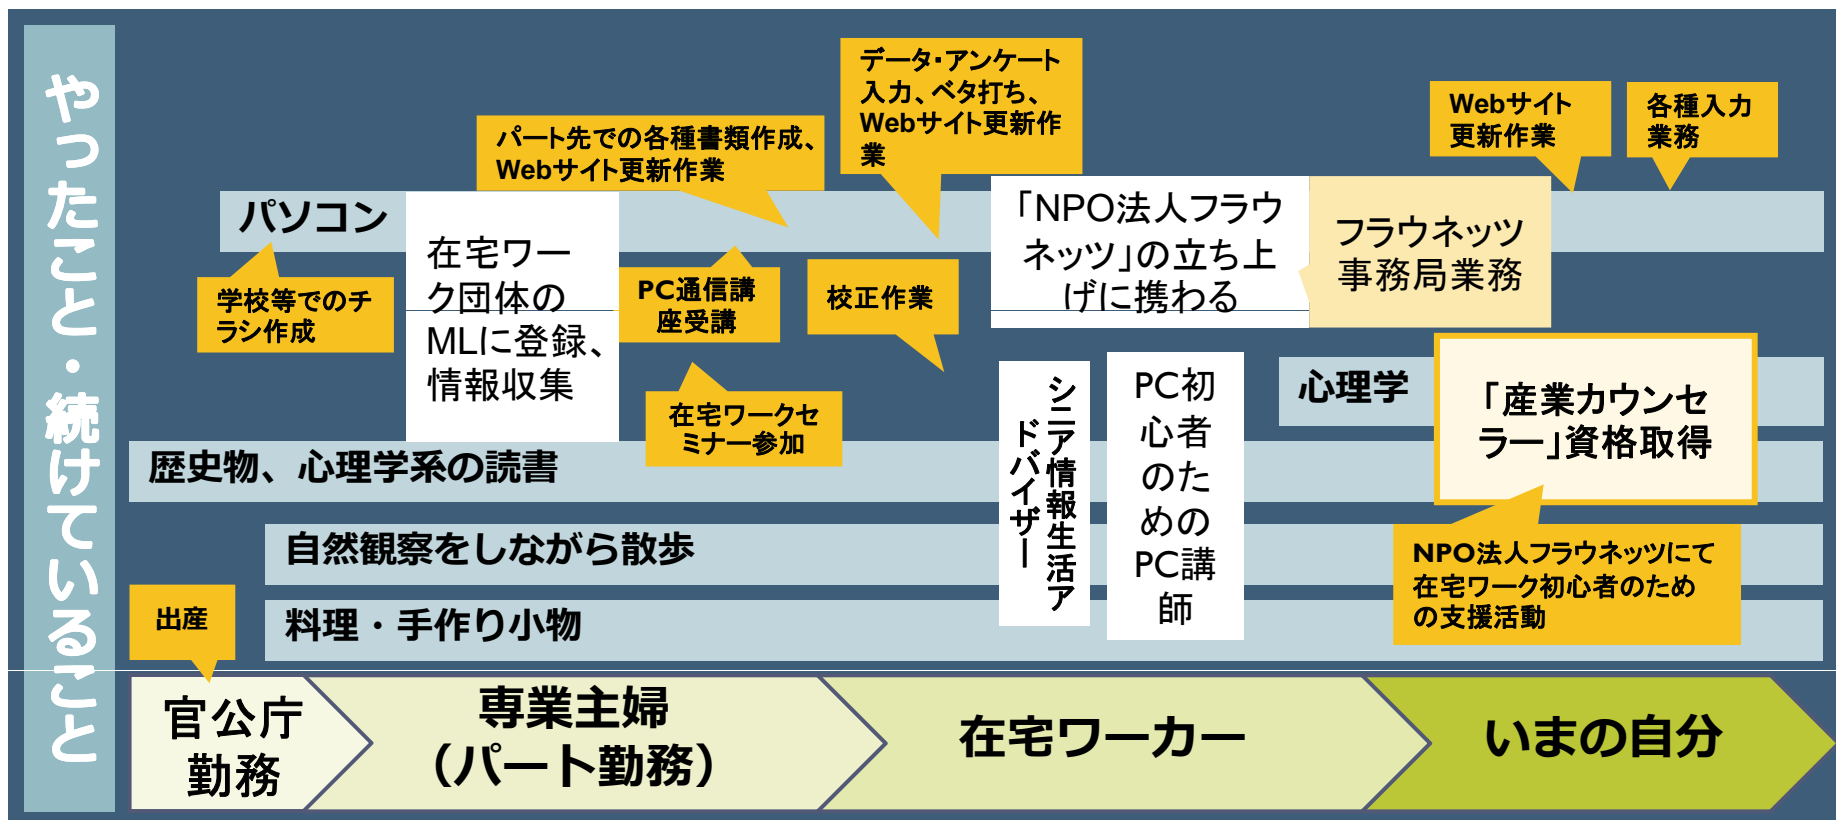 やったこと・続けていること
データ・アンケート
入力、ベタ打ち、
Webサイト更新作
業
Webサイト
更新作業
各種入力
業務
パート先での各種書類作成、
Webサイト更新作業
パソコン
学校等でのチ
ラシ作成
在宅ワー
ク団体の
MLに登録、
情報収集
PC通信講
座受講
校正作業
「NPO法人フラウ
ネッツ」の立ち上
げに携わる
フラウネッツ
事務局業務
在宅ワークセ
ミナー参加
シニア情報生活ア
ドバイザー
PC初
心者
のた
めの
PC講
師
心理学
「産業カウンセ
ラー」資格取得
歴史物、心理学系の読書
自然観察をしながら散歩
NPO法人フラウネッツにて
在宅ワーク初心者のため
の支援活動
料理・手作り小物
出産
官公庁
勤務
専業主婦
（パート勤務）
在宅ワーカー
いまの自分